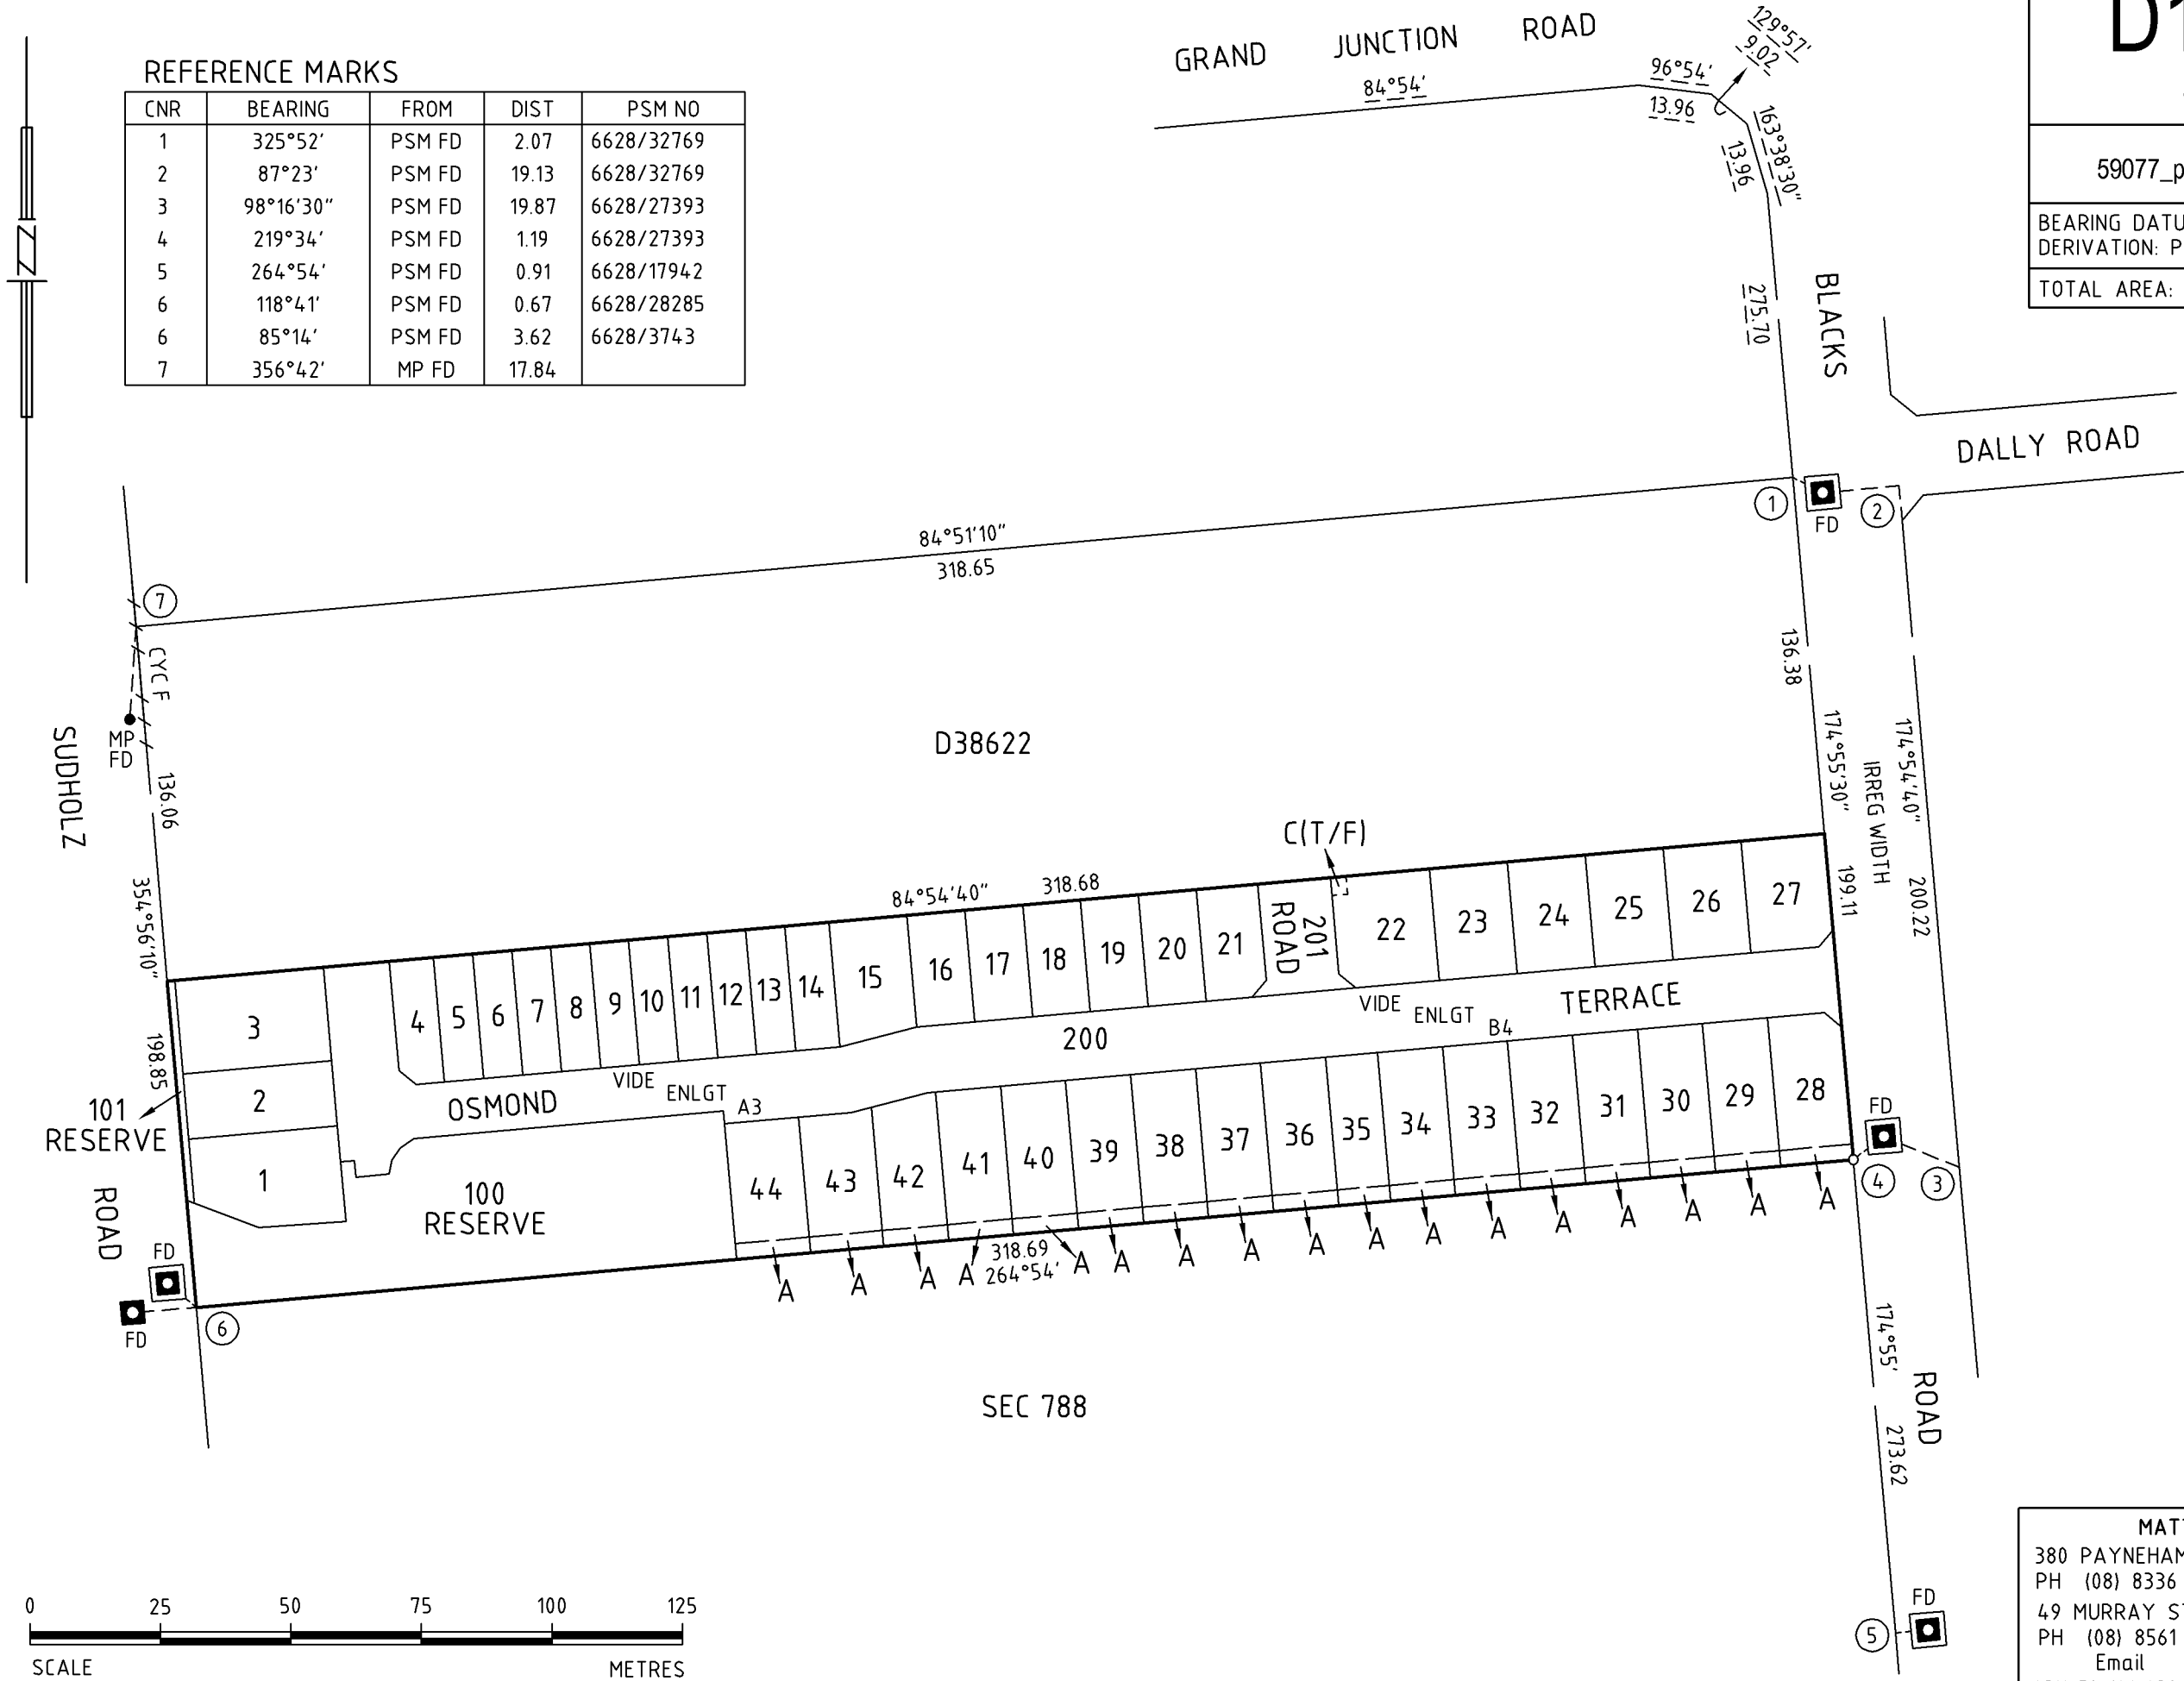 GRAND JUNCTION ROAD
129°57'
9.02
96°54'
84°54'
13.96
163°38'30"
13.96
275.70
BLACKS
DALLY ROAD
D1
59077_p
BEARING DATU
DERIVATION: P
TOTAL AREA:
REFERENCE MARKS
CNR BEARING FROM DIST PSM NO
1 325°52' PSM FD 2.07 6628/32769
2 87°23' PSM FD 19.13 6628/32769
3 98°16'30" PSM FD 19.87 6628/27393
4 219°34' PSM FD 1.19 6628/27393
5 264°54' PSM FD 0.91 6628/17942
6 118°41' PSM FD 0.67 6628/28285
6 85°14' PSM FD 3.62 6628/3743
7 356°42' MP FD 17.84
N
1
FD
2
84°51'10"
318.65
7
CYC F
MP
FD
SUDHOLZ
136.06
354°56'10"
D38622
136.38
174°55'30"
IRREG WIDTH
174°54'40"
200.22
199.11
C(T/F)
84°54'40" 318.68
3
2
1
4 5 6 7 8 9 10 11 12 13 14 15 16 17 18 19 20 21
201
ROAD
22 23 24 25 26 27
198.85
101
RESERVE
ROAD
OSMOND
VIDE ENLGT A3
200
VIDE ENLGT B4
TERRACE
100
RESERVE
44 43 42 41 40 39 38 37 36 35 34 33 32 31 30 29 28
A A A A A A A A A A A A A A A A A
318.69
264°54'
FD
4
3
FD
FD
6
SEC 788
174°55'
ROAD
273.62
FD
5
0 25 50 75 100 125
SCALE METRES
MAT
380 PAYNEHAM
PH (08) 8336
49 MURRAY S
PH (08) 8561
Email